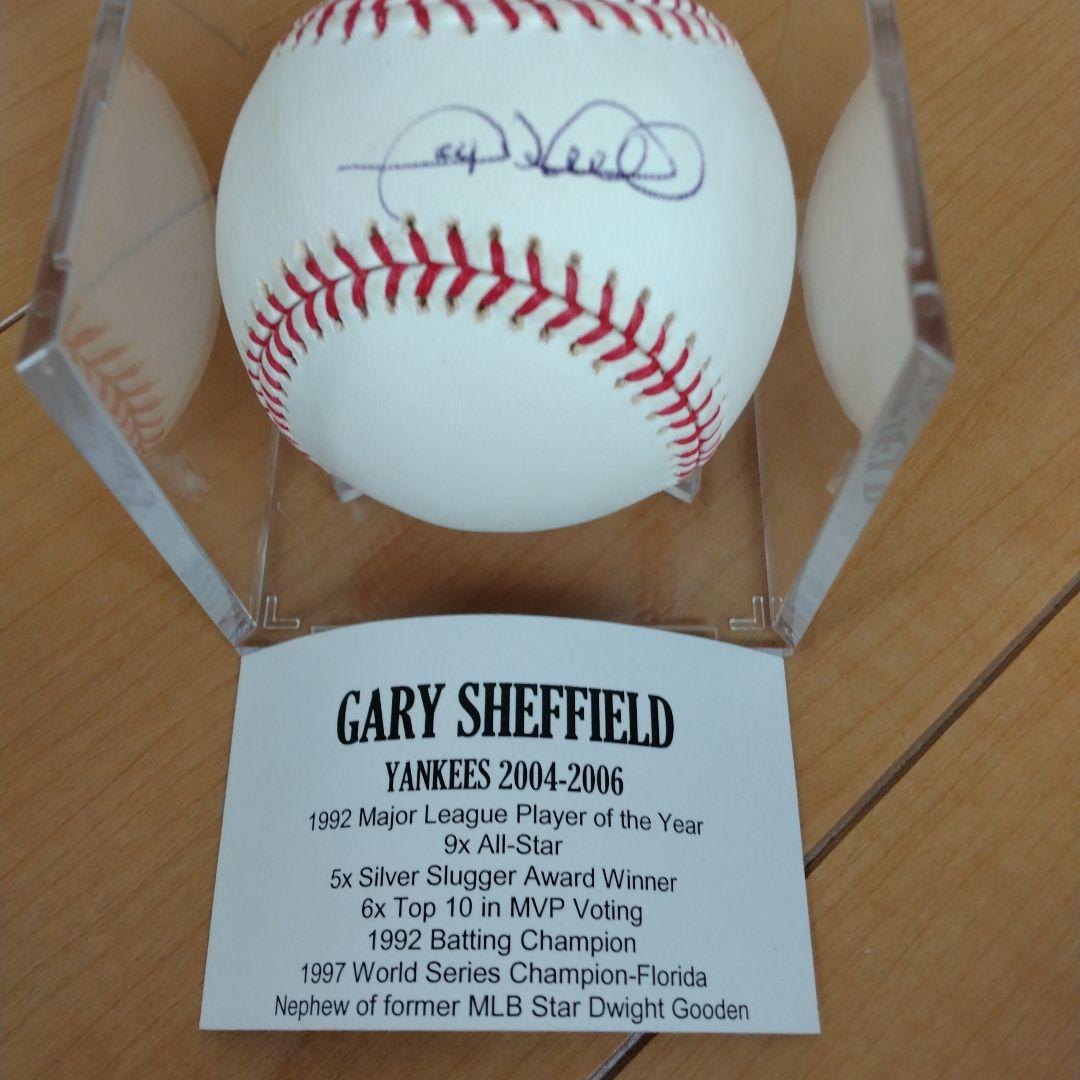 GARY SHEFFIELD
YANKEES 2004-2006
1992 Major League Player of the Year
9x All-Star
5x Silver Slugger Award Winner
6x Top 10 in MVP Voting
1992 Batting Champion
1997 World Series Champion-Florida
Nephew of former MLB Star Dwight Gooden